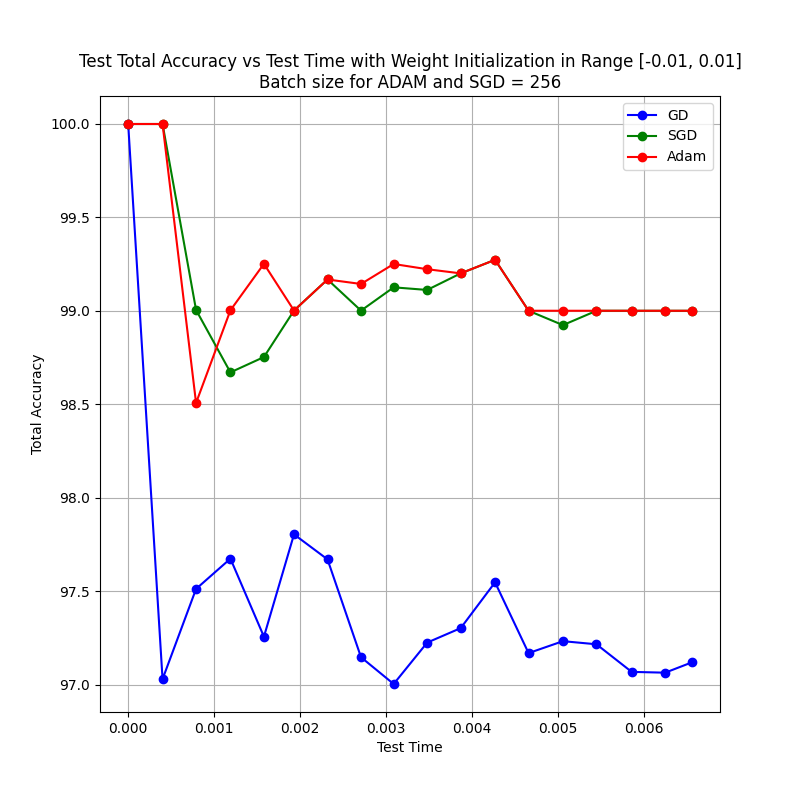 Test Total Accuracy vs Test Time with Weight Initialization in Range [-0.01, 0.01]
Batch size for ADAM and SGD = 256
GD
SGD
Adam
Total Accuracy
100.0
99.5
99.0
98.5
98.0
97.5
97.0
0.000 0.001 0.002 0.003 0.004 0.005 0.006
Test Time